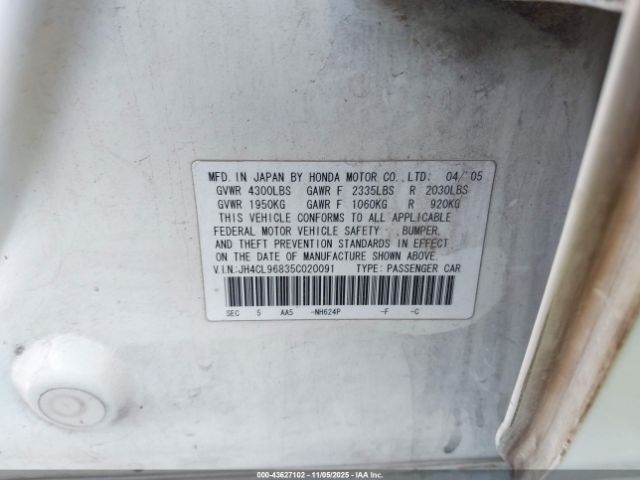 MFD. IN JAPAN BY HONDA MOTOR CO.,LTD. 04/'05
GVWR 4300LBS GAWR F 2335LBS R 2030LBS
GVWR 1950KG GAWR F 1060KG R 920KG
THIS VEHICLE CONFORMS TO ALL APPLICABLE
FEDERAL MOTOR VEHICLE SAFETY ,BUMPER,
AND THEFT PREVENTION STANDARDS IN EFFECT
ON THE DATE OF MANUFACTURE SHOWN ABOVE.
V.I.N:JH4CL96835C020091 TYPE: PASSENGER CAR
SEC 5 AA5 -NH624P -F -C
000-43627102 - 11/05/2025 - IAAI.COM